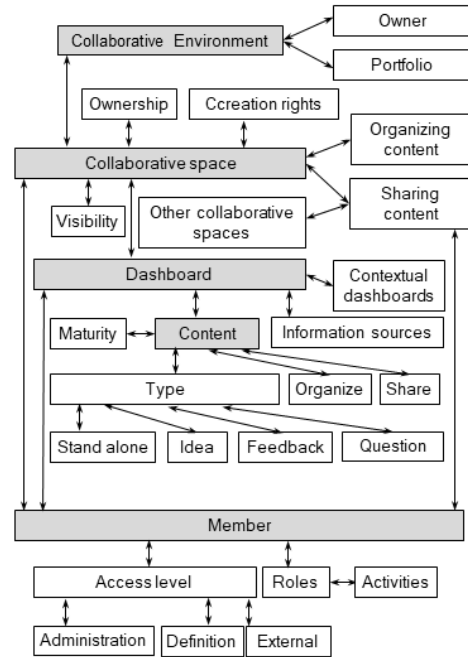 Owner
Collaborative Environment
Portfolio
Ownership
Ccreation rights
Organizing
content
Collaborative space
Sharing
content
Visibility
Other collaborative
spaces
Dashboard
Contextual
dashboards
Maturity
Content
Information sources
Type
Organize
Share
Stand alone
Idea
Feedback
Question
Member
Access level
Roles
Activities
Administration
Definition
External